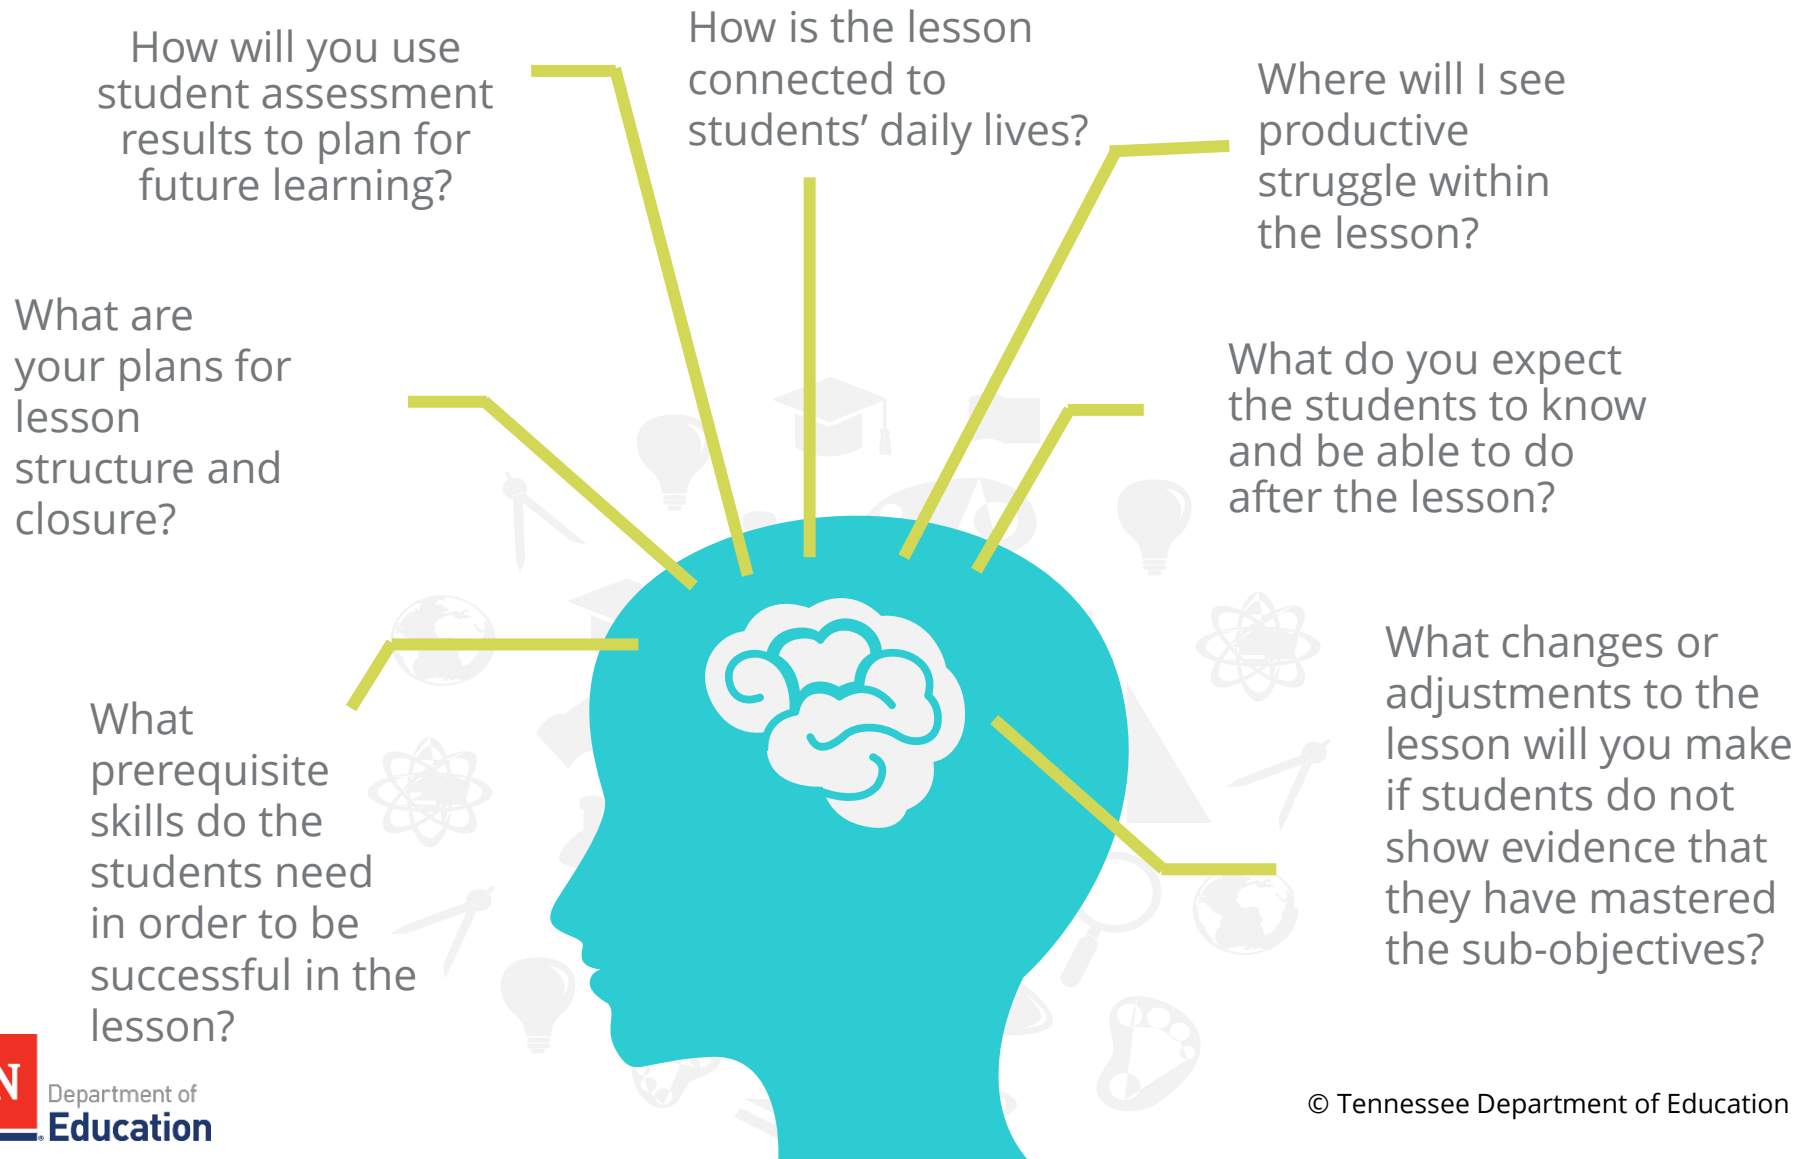 How will you use
student assessment
results to plan for
future learning?
How is the lesson
connected to
students’ daily lives?
Where will I see
productive
struggle within
the lesson?
What are
your plans for
lesson
structure and
closure?
What do you expect
the students to know
and be able to do
after the lesson?
What
prerequisite
skills do the
students need
in order to be
successful in the
lesson?
What changes or
adjustments to the
lesson will you make
if students do not
show evidence that
they have mastered
the sub-objectives?
N
Department of
Education
© Tennessee Department of Education